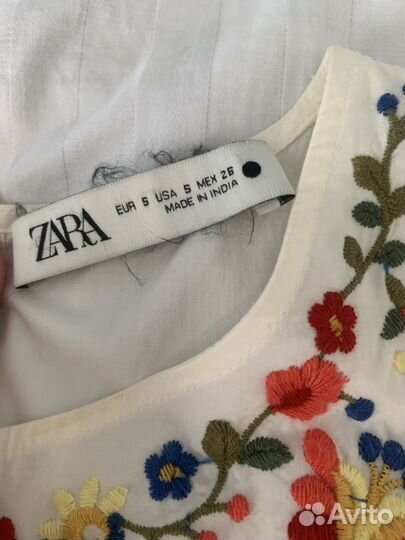 ZARA
EUR S USA S MEX 26
MADE IN INDIA
Avito